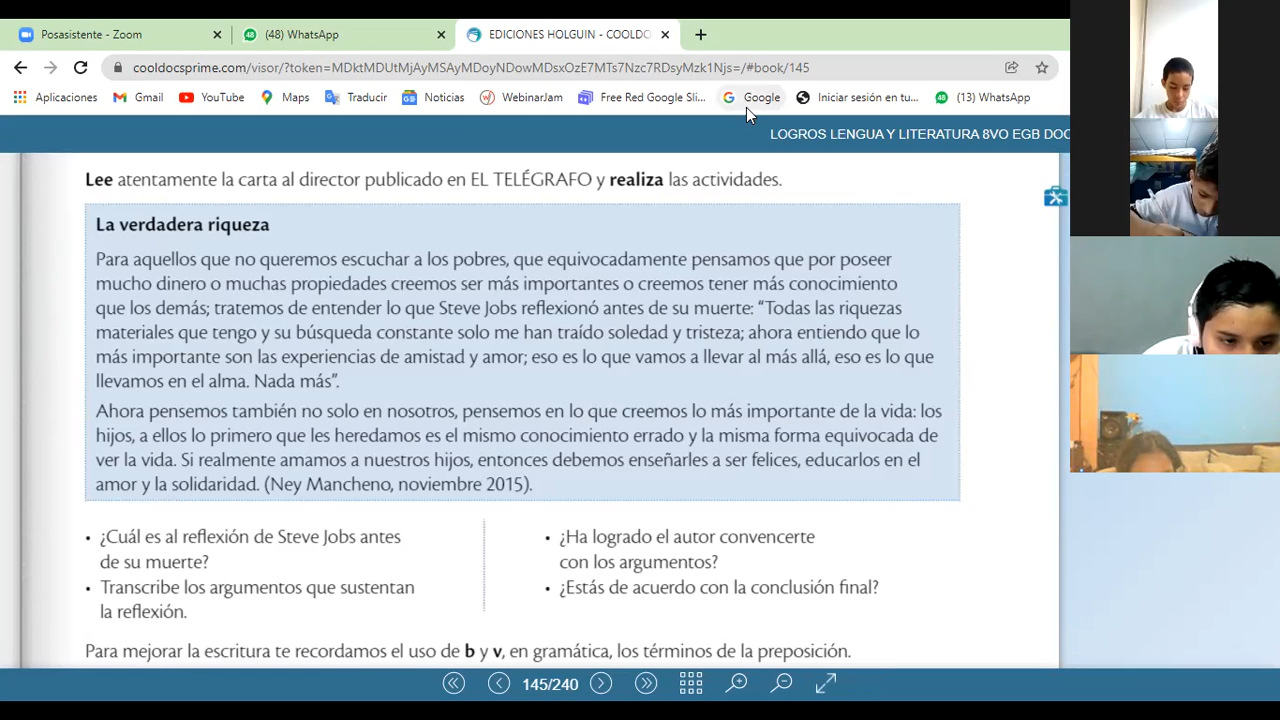 Posasistente - Zoom
(48) WhatsApp
EDICIONES HOLGUIN - COOLDO
cooldocsprime.com/visor/?token=MDktMDUtMjAyMSAyMDoyNDowMDsxOzE7MTs7Nzc7RDsyMzk1Njs=/#book/145
Aplicaciones
Gmail
YouTube
Maps
Traducir
Noticias
WebinarJam
Free Red Google Sli...
Google
Iniciar sesión en tu...
(13) WhatsApp
LOGROS LENGUA Y LITERATURA 8VO EGB DOC
Lee atentamente la carta al director publicado en EL TELÉGRAFO y realiza las actividades.
La verdadera riqueza
Para aquellos que no queremos escuchar a los pobres, que equivocadamente pensamos que por poseer
mucho dinero o muchas propiedades creemos ser más importantes o creemos tener más conocimiento
que los demás; tratemos de entender lo que Steve Jobs reflexionó antes de su muerte: “Todas las riquezas
materiales que tengo y su búsqueda constante solo me han traído soledad y tristeza; ahora entiendo que lo
más importante son las experiencias de amistad y amor; eso es lo que vamos a llevar al más allá, eso es lo que
llevamos en el alma. Nada más”.
Ahora pensemos también no solo en nosotros, pensemos en lo que creemos lo más importante de la vida: los
hijos, a ellos lo primero que les heredamos es el mismo conocimiento errado y la misma forma equivocada de
ver la vida. Si realmente amamos a nuestros hijos, entonces debemos enseñarles a ser felices, educarlos en el
amor y la solidaridad. (Ney Mancheno, noviembre 2015).
• ¿Cuál es al reflexión de Steve Jobs antes
de su muerte?
• Transcribe los argumentos que sustentan
la reflexión.
• ¿Ha logrado el autor convencerte
con los argumentos?
• ¿Estás de acuerdo con la conclusión final?
Para mejorar la escritura te recordamos el uso de b y v, en gramática, los términos de la preposición.
145/240